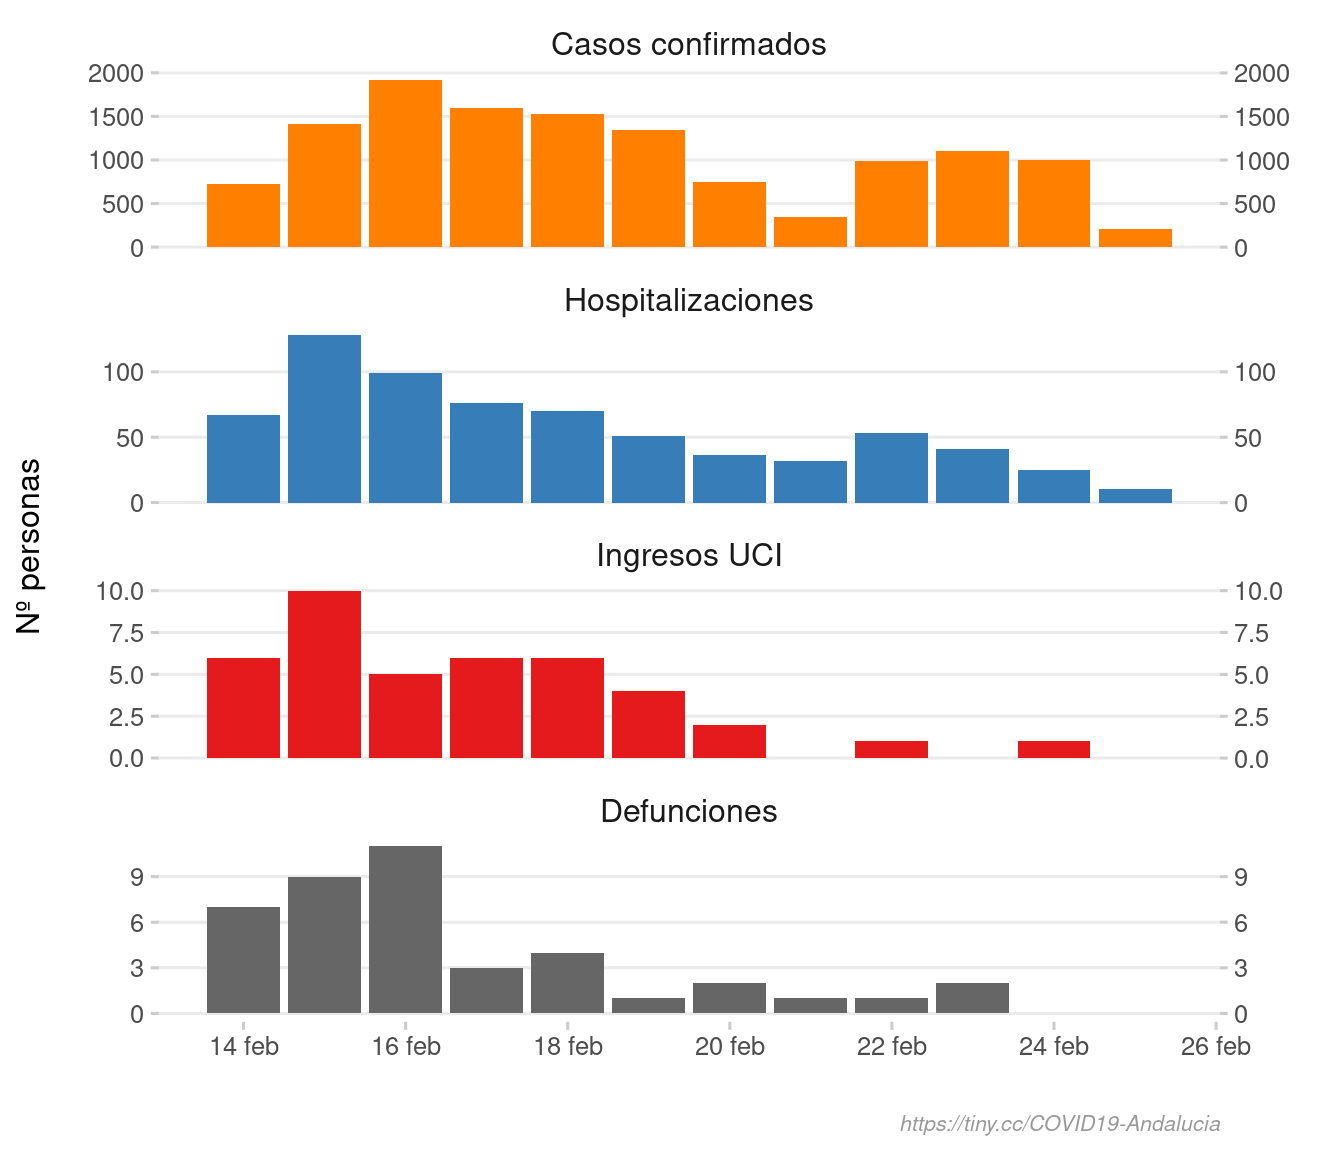 Casos confirmados
2000 2000
1500 1500
1000 1000
500 500
0 0
Hospitalizaciones
100 100
50 50
0 0
Nº personas
Ingresos UCI
10.0 10.0
7.5 7.5
5.0 5.0
2.5 2.5
0.0 0.0
Defunciones
9 9
6 6
3 3
0 0
14 feb 16 feb 18 feb 20 feb 22 feb 24 feb 26 feb
https://tiny.cc/COVID19-Andalucia